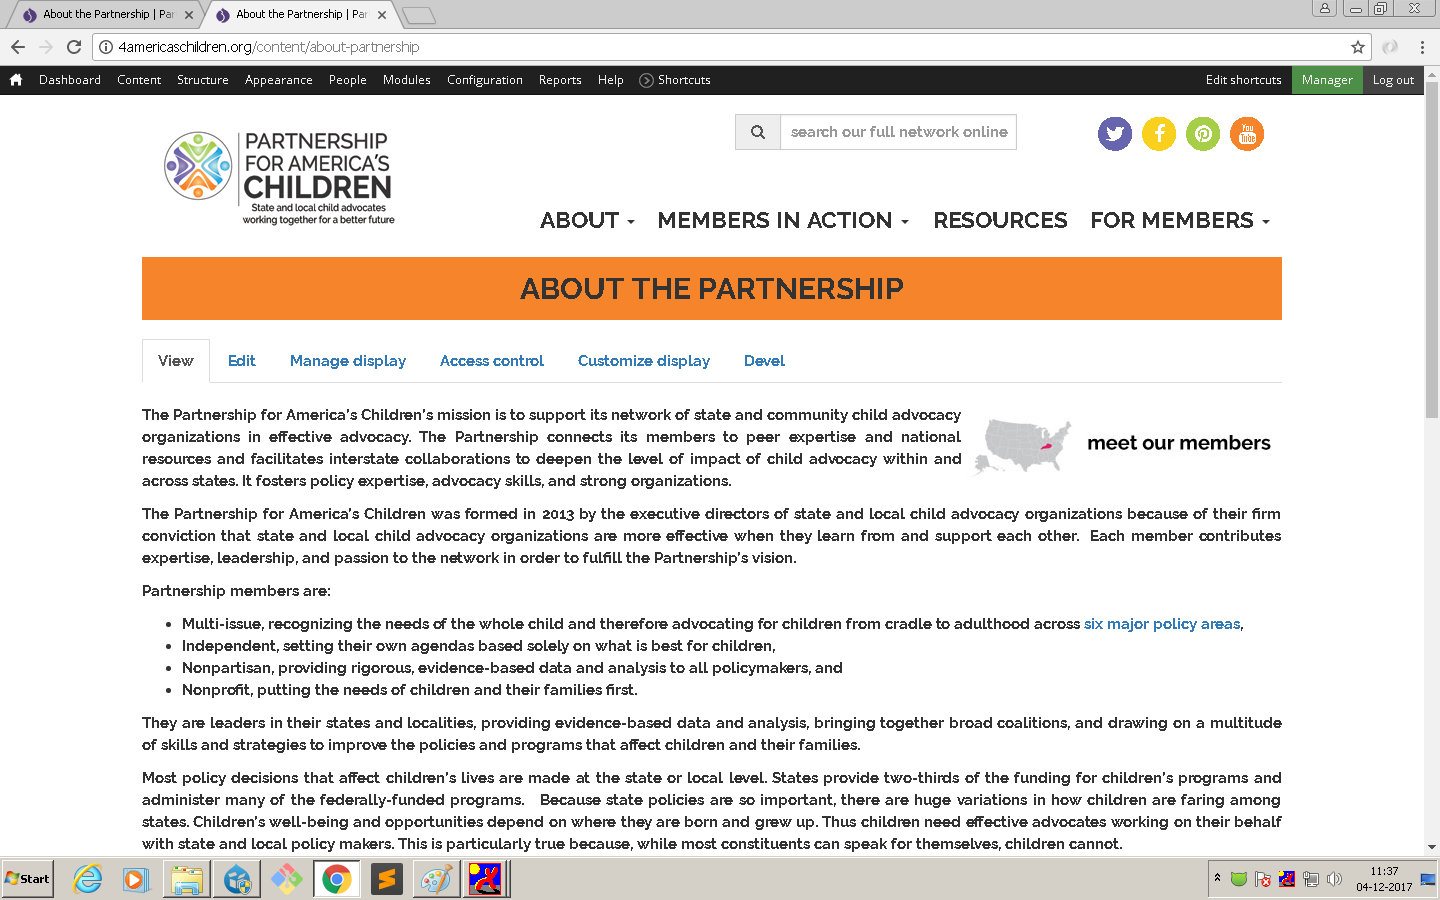 About the Partnership | Par
About the Partnership | Par
4americaschildren.org/content/about-partnership
Dashboard Content Structure Appearance People Modules Configuration Reports Help Shortcuts Edit shortcuts Manager Log out
PARTNERSHIP
FOR AMERICA'S
CHILDREN
State and local child advocates
working together for a better future
search our full network online
You
Tube
ABOUT MEMBERS IN ACTION RESOURCES FOR MEMBERS
ABOUT THE PARTNERSHIP
View Edit Manage display Access control Customize display Devel
The Partnership for America's Children's mission is to support its network of state and community child advocacy
organizations in effective advocacy. The Partnership connects its members to peer expertise and national
resources and facilitates interstate collaborations to deepen the level of impact of child advocacy within and
across states. It fosters policy expertise, advocacy skills, and strong organizations.
meet our members
The Partnership for America's Children was formed in 2013 by the executive directors of state and local child advocacy organizations because of their firm
conviction that state and local child advocacy organizations are more effective when they learn from and support each other. Each member contributes
expertise, leadership, and passion to the network in order to fulfill the Partnership's vision.
Partnership members are:
• Multi-issue, recognizing the needs of the whole child and therefore advocating for children from cradle to adulthood across six major policy areas,
• Independent, setting their own agendas based solely on what is best for children,
• Nonpartisan, providing rigorous, evidence-based data and analysis to all policymakers, and
• Nonprofit, putting the needs of children and their families first.
They are leaders in their states and localities, providing evidence-based data and analysis, bringing together broad coalitions, and drawing on a multitude
of skills and strategies to improve the policies and programs that affect children and their families.
Most policy decisions that affect children's lives are made at the state or local level. States provide two-thirds of the funding for children's programs and
administer many of the federally-funded programs. Because state policies are so important, there are huge variations in how children are faring among
states. Children's well-being and opportunities depend on where they are born and grew up. Thus children need effective advocates working on their behalf
with state and local policy makers. This is particularly true because, while most constituents can speak for themselves, children cannot.
Start
11:37
04-12-2017